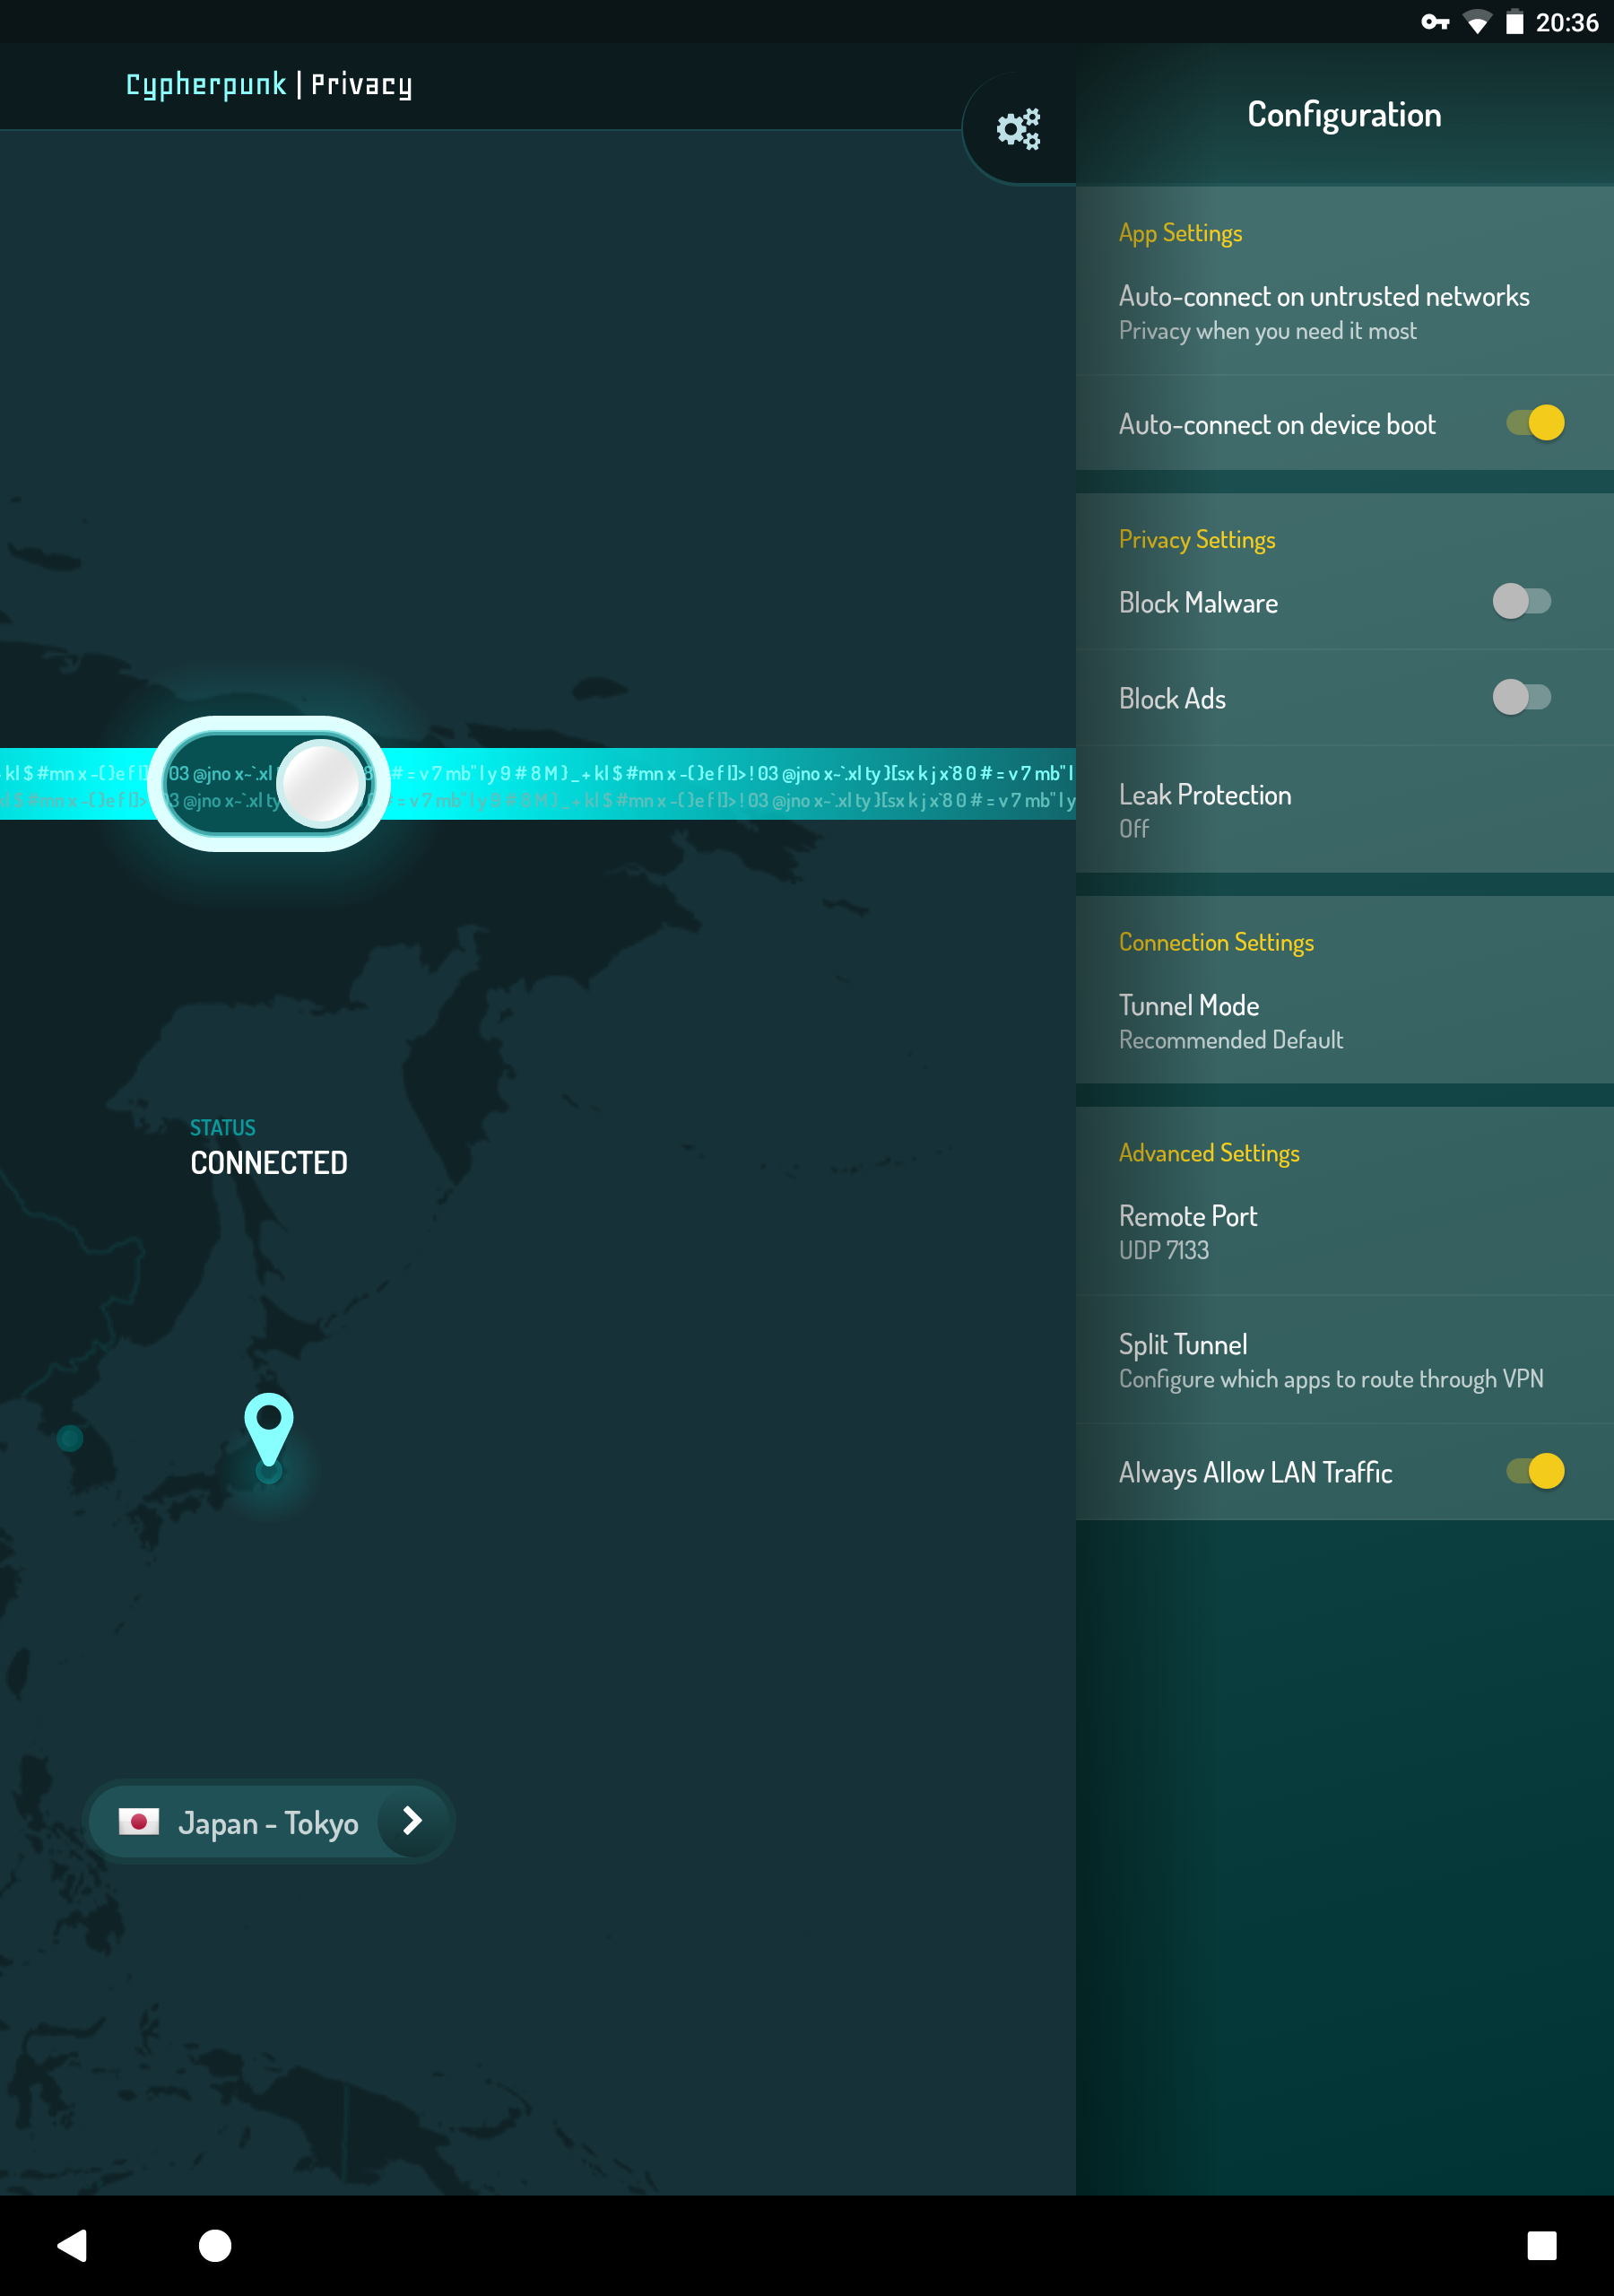 20:36
Cypherpunk | Privacy
Configuration
App Settings
Auto-connect on untrusted networks
Privacy when you need it most
Auto-connect on device boot
Privacy Settings
Block Malware
Block Ads
Leak Protection
Off
Connection Settings
Tunnel Mode
Recommended Default
Advanced Settings
Remote Port
UDP 7133
Split Tunnel
Configure which apps to route through VPN
Always Allow LAN Traffic
STATUS
CONNECTED
Japan - Tokyo